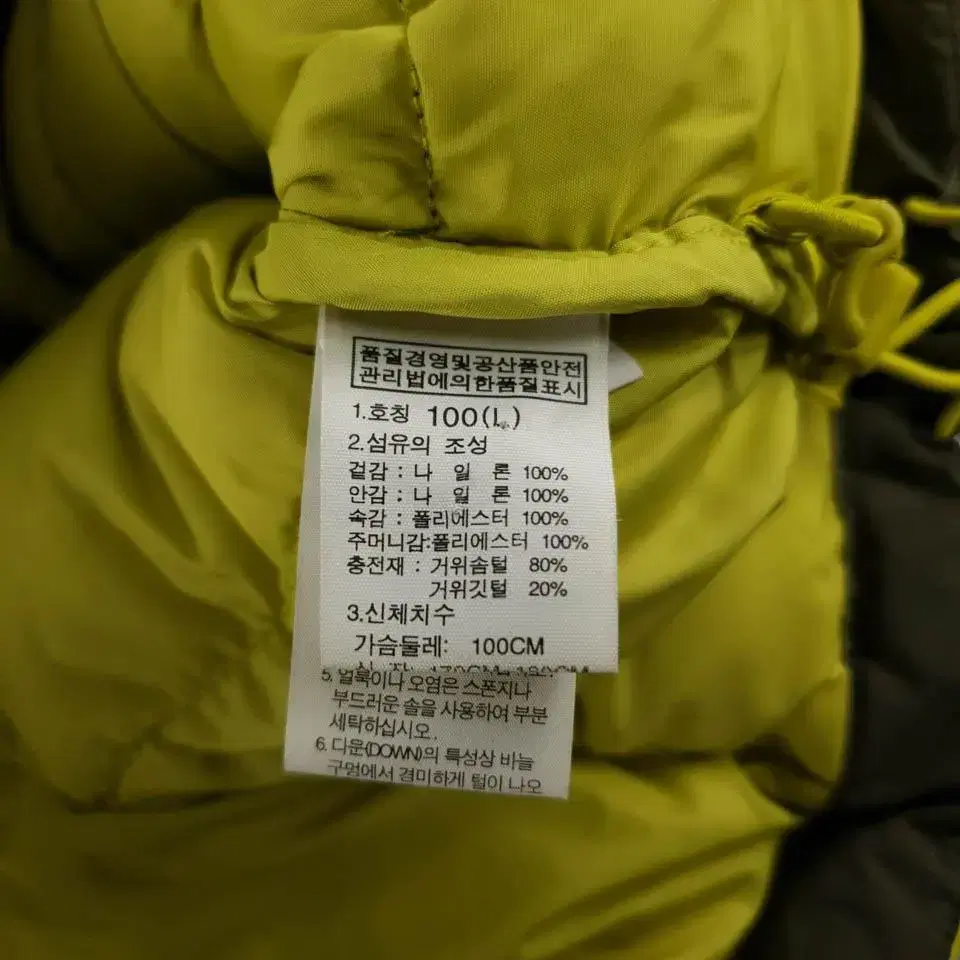 품질경영및공산품안전
관리법에의한품질표시
1.호칭 100(L)
2.섬유의 조성
겉감 : 나 일 론 100%
안감 : 나 일 론 100%
속감 : 폴리에스터 100%
주머니감:폴리에스터 100%
충전재 : 거위솜털 80%
거위깃털 20%
3.신체치수
가슴둘레: 100CM
5. 얼룩이나 오염은 스폰지나
부드러운 솔을 사용하여 부분
세탁하십시오.
6. 다운(DOWN)의 특성상 바늘
구멍에서 경미하게 털이 나오